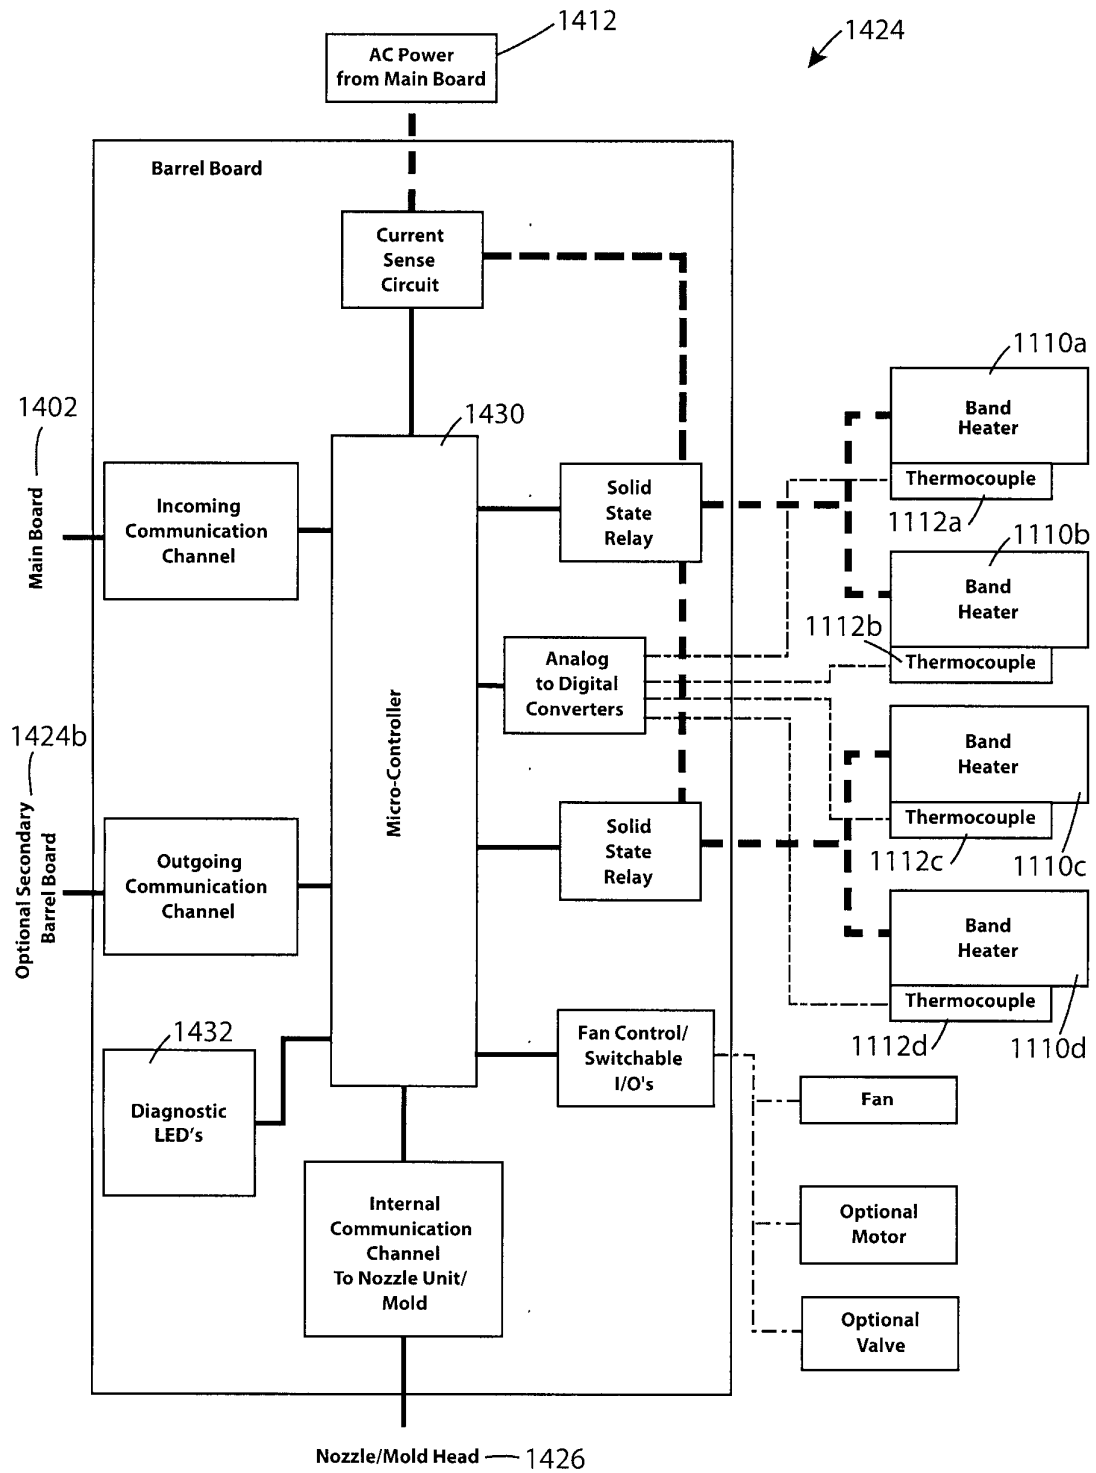 1412
1424
AC Power
from Main Board
Barrel Board
Current
Sense
Circuit
1110a
Band
Heater
Thermocouple
1112a
1402
Main Board
1430
Incoming
Communication
Channel
Solid
State
Relay
1110b
Band
Heater
1112b
Thermocouple
Analog
to Digital
Converters
Micro-Controller
1424b
Optional Secondary
Barrel Board
Band
Heater
Thermocouple
1112c
1110c
Outgoing
Communication
Channel
Solid
State
Relay
Band
Heater
Thermocouple
1112d
1110d
1432
Diagnostic
LED's
Fan Control/
Switchable
I/O's
Fan
Optional
Motor
Optional
Valve
Internal
Communication
Channel
To Nozzle Unit/
Mold
Nozzle/Mold Head
1426